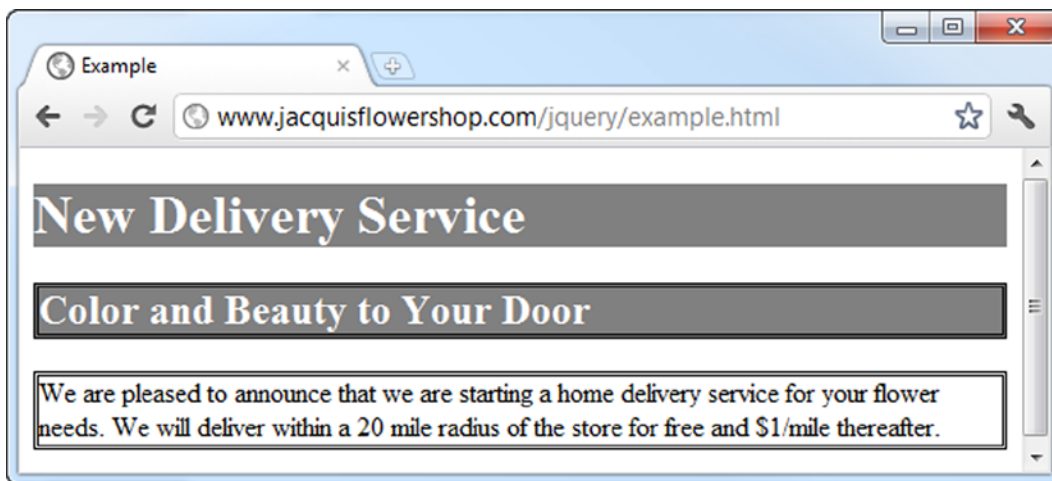 Example
www.jacquisflowershop.com/jquery/example.html
New Delivery Service
Color and Beauty to Your Door
We are pleased to announce that we are starting a home delivery service for your flower
needs. We will deliver within a 20 mile radius of the store for free and $1/mile thereafter.